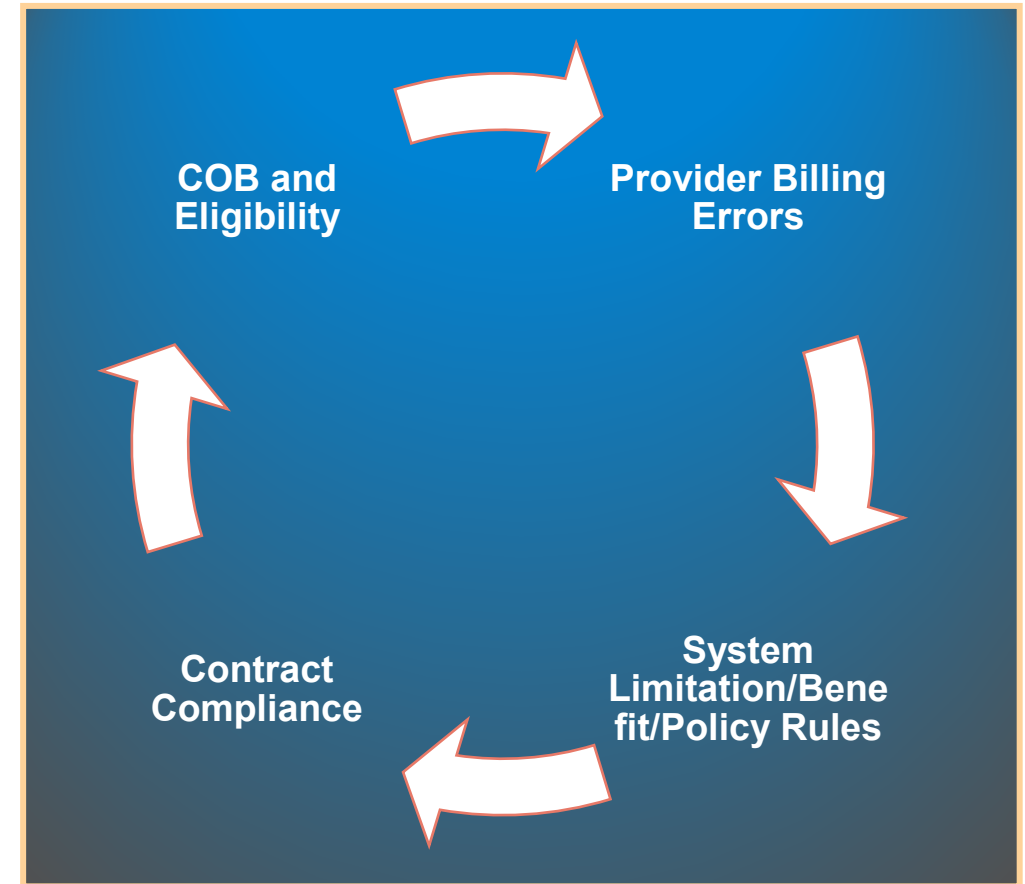 COB and
Eligibility
Provider Billing
Errors
System
Limitation/Bene
fit/Policy Rules
Contract
Compliance